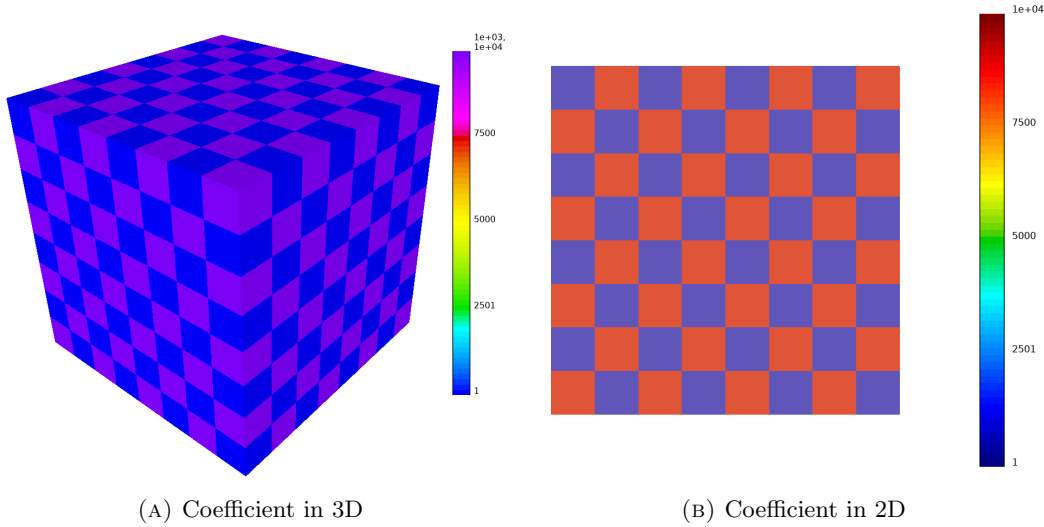 1e+03,
1e+04
7500
5000
2501
1
1e+04
7500
5000
2501
1
(A) Coefficient in 3D
(B) Coefficient in 2D